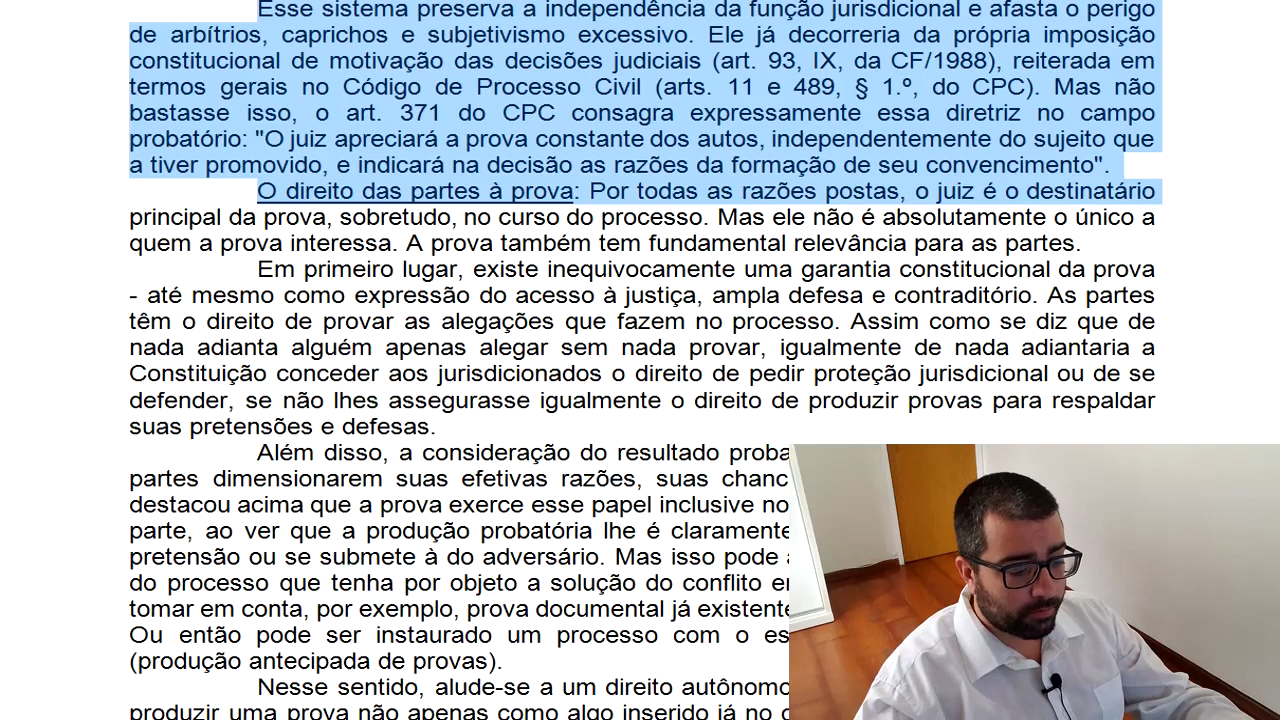 Esse sistema preserva a independência da função jurisdicional e afasta o perigo
de arbítrios, caprichos e subjetivismo excessivo. Ele já decorreria da própria imposição
constitucional de motivação das decisões judiciais (art. 93, IX, da CF/1988), reiterada em
termos gerais no Código de Processo Civil (arts. 11 e 489, § 1.º, do CPC). Mas não
bastasse isso, o art. 371 do CPC consagra expressamente essa diretriz no campo
probatório: "O juiz apreciará a prova constante dos autos, independentemente do sujeito que
a tiver promovido, e indicará na decisão as razões da formação de seu convencimento".
O direito das partes à prova: Por todas as razões postas, o juiz é o destinatário
principal da prova, sobretudo, no curso do processo. Mas ele não é absolutamente o único a
quem a prova interessa. A prova também tem fundamental relevância para as partes.
Em primeiro lugar, existe inequivocamente uma garantia constitucional da prova
- até mesmo como expressão do acesso à justiça, ampla defesa e contraditório. As partes
têm o direito de provar as alegações que fazem no processo. Assim como se diz que de
nada adianta alguém apenas alegar sem nada provar, igualmente de nada adiantaria a
Constituição conceder aos jurisdicionados o direito de pedir proteção jurisdicional ou de se
defender, se não lhes assegurasse igualmente o direito de produzir provas para respaldar
suas pretensões e defesas.
Além disso, a consideração do resultado proba
partes dimensionarem suas efetivas razões, suas chanc
destacou acima que a prova exerce esse papel inclusive no
parte, ao ver que a produção probatória lhe é claramente
pretensão ou se submete à do adversário. Mas isso pode
do processo que tenha por objeto a solução do conflito e
tomar em conta, por exemplo, prova documental já existente
Ou então pode ser instaurado um processo com o es
(produção antecipada de provas).
Nesse sentido, alude-se a um direito autônomo
produzir uma prova não apenas como algo inserido já no